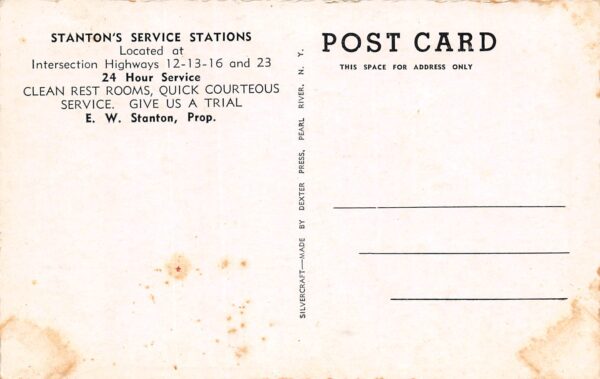 STANTON'S SERVICE STATIONS
Located at
Intersection Highways 12-13-16 and 23
24 Hour Service
CLEAN REST ROOMS, QUICK COURTEOUS
SERVICE. GIVE US A TRIAL
E. W. Stanton, Prop.
SILVERCRAFT—MADE BY DEXTER PRESS, PEARL RIVER, N. Y.
POST CARD
THIS SPACE FOR ADDRESS ONLY